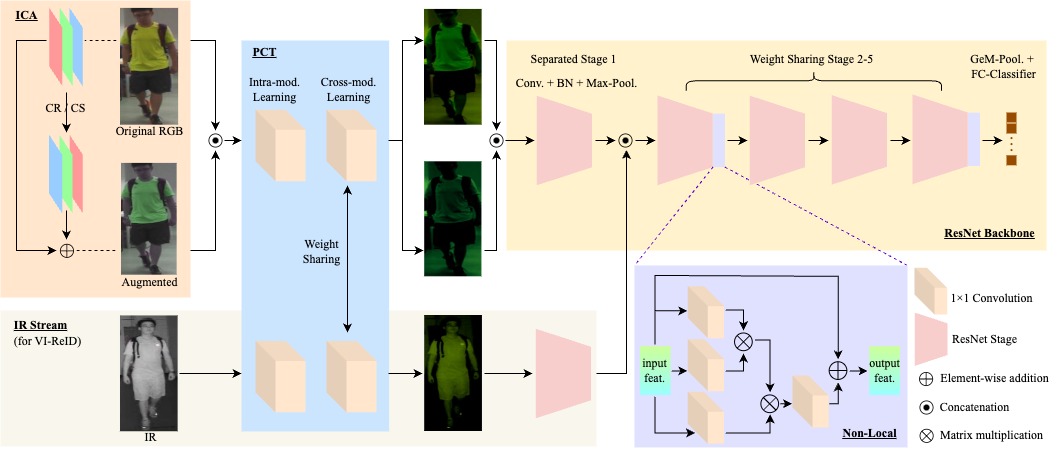 ICA
CR / CS
Original RGB
Augmented
PCT
Intra-mod.
Learning
Cross-mod.
Learning
Weight
Sharing
Separated Stage 1
Conv. + BN + Max-Pool.
Weight Sharing Stage 2-5
GeM-Pool. +
FC-Classifier
ResNet Backbone
IR Stream
(for VI-ReID)
IR
input
feat.
output
feat.
Non-Local
1×1 Convolution
ResNet Stage
Element-wise addition
Concatenation
Matrix multiplication